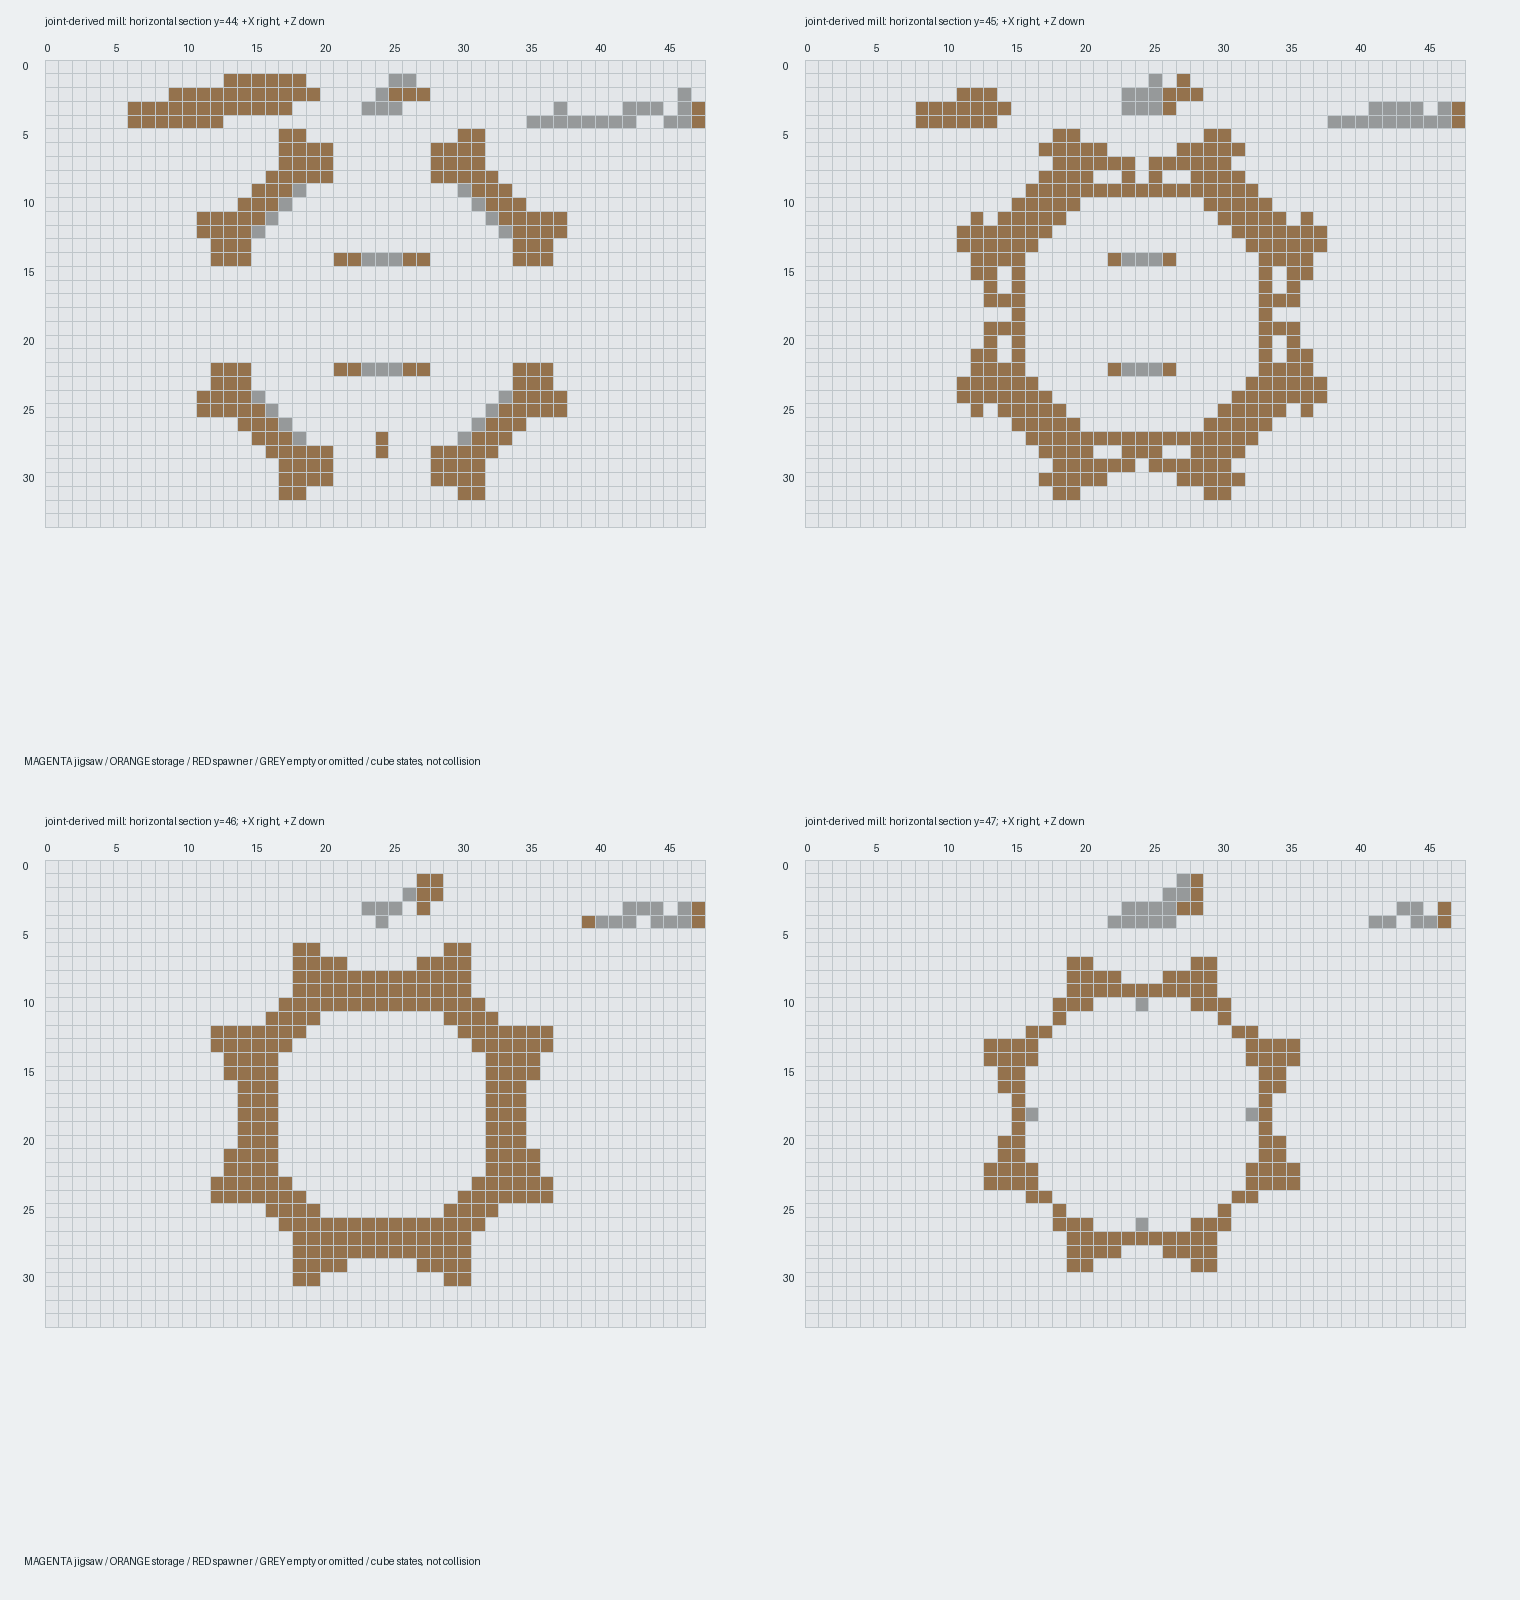 joint-derived mill: horizontal section y=44; +X right, +Z down
0 5 10 15 20 25 30 35 40 45
0
5
10
15
20
25
30
joint-derived mill: horizontal section y=45; +X right, +Z down
0 5 10 15 20 25 30 35 40 45
0
5
10
15
20
25
30
MAGENTA jigsaw / ORANGE storage / RED spawner / GREY empty or omitted / cube states, not collision
joint-derived mill: horizontal section y=46; +X right, +Z down
0 5 10 15 20 25 30 35 40 45
0
5
10
15
20
25
30
joint-derived mill: horizontal section y=47; +X right, +Z down
0 5 10 15 20 25 30 35 40 45
0
5
10
15
20
25
30
MAGENTA jigsaw / ORANGE storage / RED spawner / GREY empty or omitted / cube states, not collision